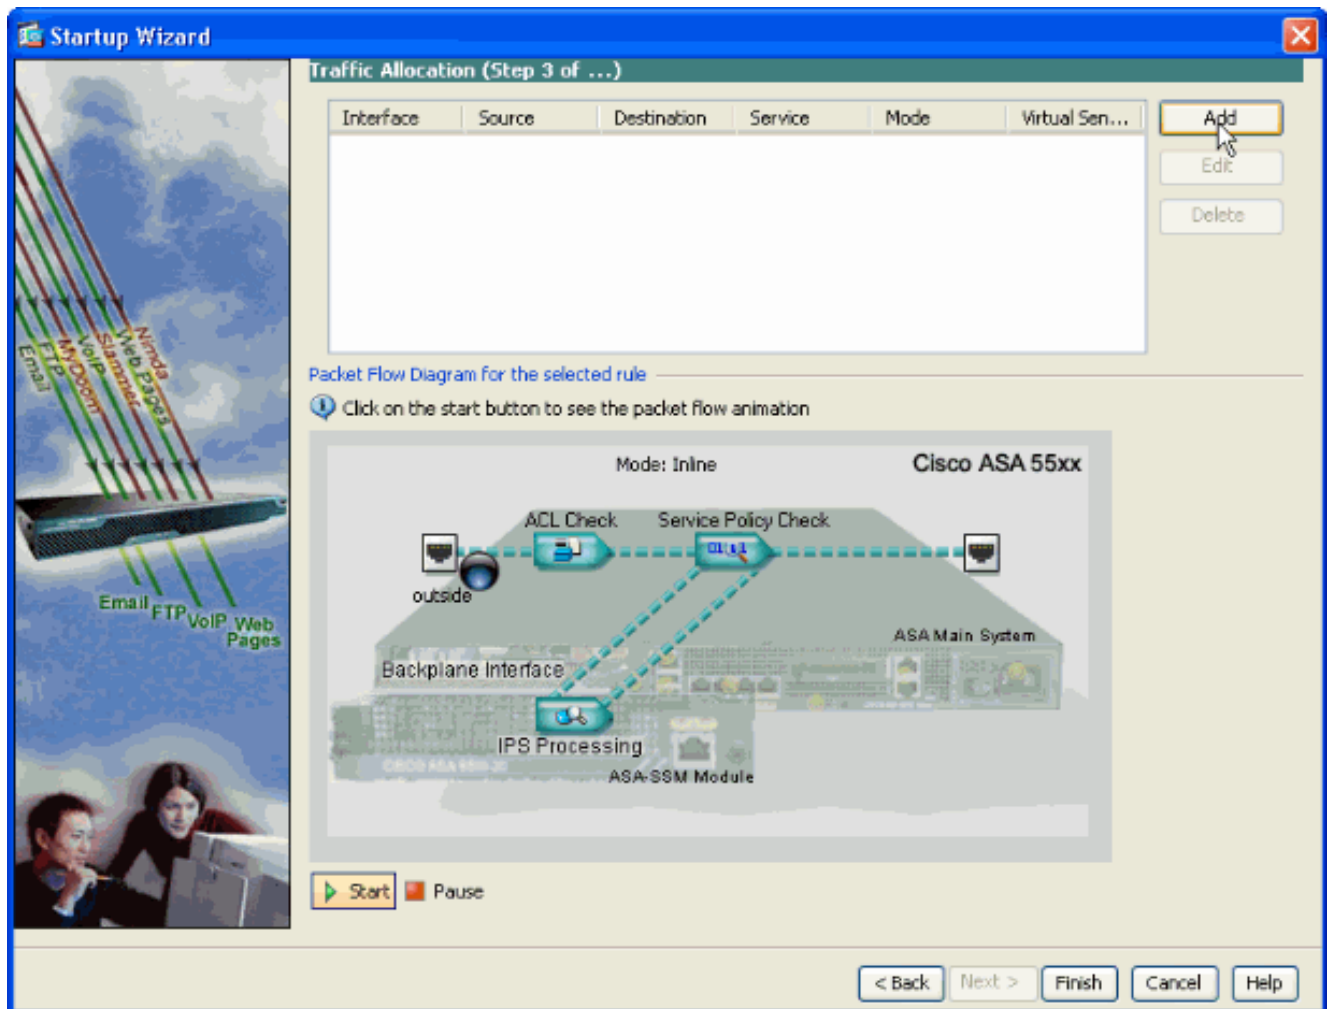 Startup Wizard
Traffic Allocation (Step 3 of ...)
Interface Source Destination Service Mode Virtual Sen...
Add
Edit
Delete
Nimda
Web Pages
Slammer
VoIP
MyDoom
FTP
Email
Packet Flow Diagram for the selected rule
Click on the start button to see the packet flow animation
Mode: Inline
Cisco ASA 55xx
ACL Check
Service Policy Check
outside
Email
FTP
VoIP
Web Pages
ASA Main System
Backplane Interface
IPS Processing
ASA-SSM Module
Start
Pause
< Back
Next >
Finish
Cancel
Help